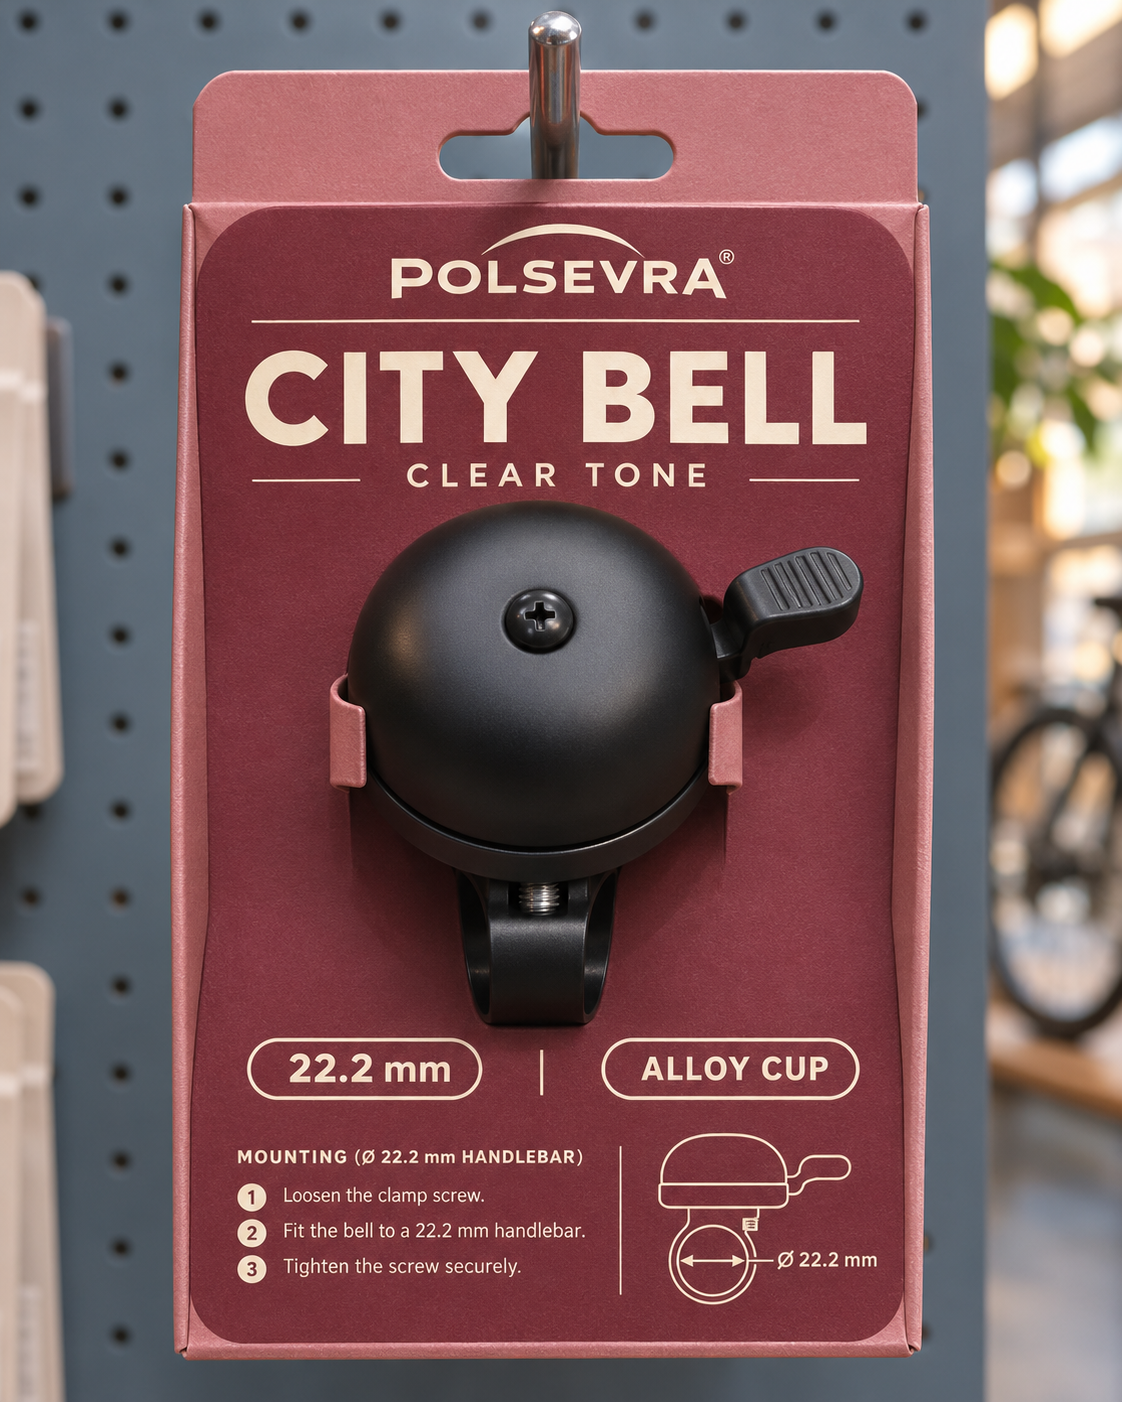 POLSEVRA®
CITY BELL
CLEAR TONE
22.2 mm
ALLOY CUP
MOUNTING (Ø 22.2 mm HANDLEBAR)
1 Loosen the clamp screw.
2 Fit the bell to a 22.2 mm handlebar.
3 Tighten the screw securely.
Ø 22.2 mm